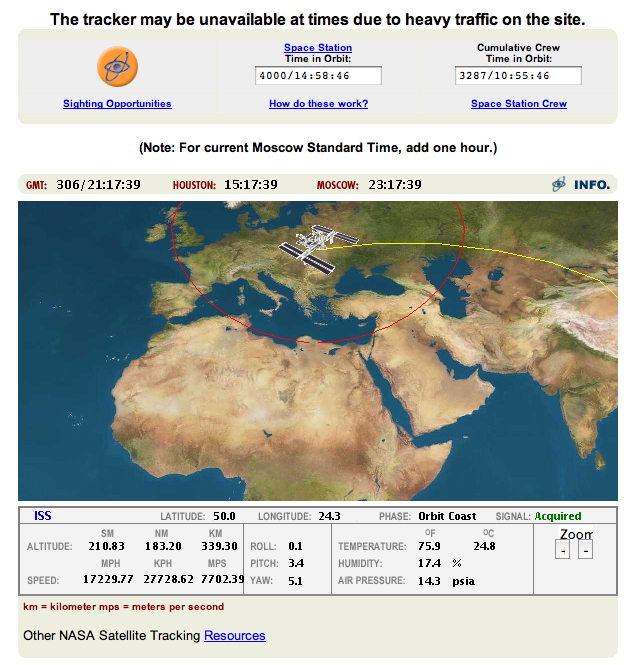 The tracker may be unavailable at times due to heavy traffic on the site.
Space Station
Time in Orbit:
4000/14:58:46
Cumulative Crew
Time in Orbit:
3287/10:55:46
Sighting Opportunities
How do these work?
Space Station Crew
(Note: For current Moscow Standard Time, add one hour.)
GMT: 306/21:17:39 HOUSTON: 15:17:39 MOSCOW: 23:17:39 INFO.
ISS LATITUDE: 50.0 LONGITUDE: 24.3 PHASE: Orbit Coast SIGNAL: Acquired
SM NM KM
ALTITUDE: 210.83 183.20 339.30
MPH KPH MPS
SPEED: 17229.77 27728.62 7702.39
ROLL: 0.1
PITCH: 3.4
YAW: 5.1
°F °C
TEMPERATURE: 75.9 24.8
HUMIDITY: 17.4 %
AIR PRESSURE: 14.3 psia
Zoom
- -
km = kilometer mps = meters per second
Other NASA Satellite Tracking Resources